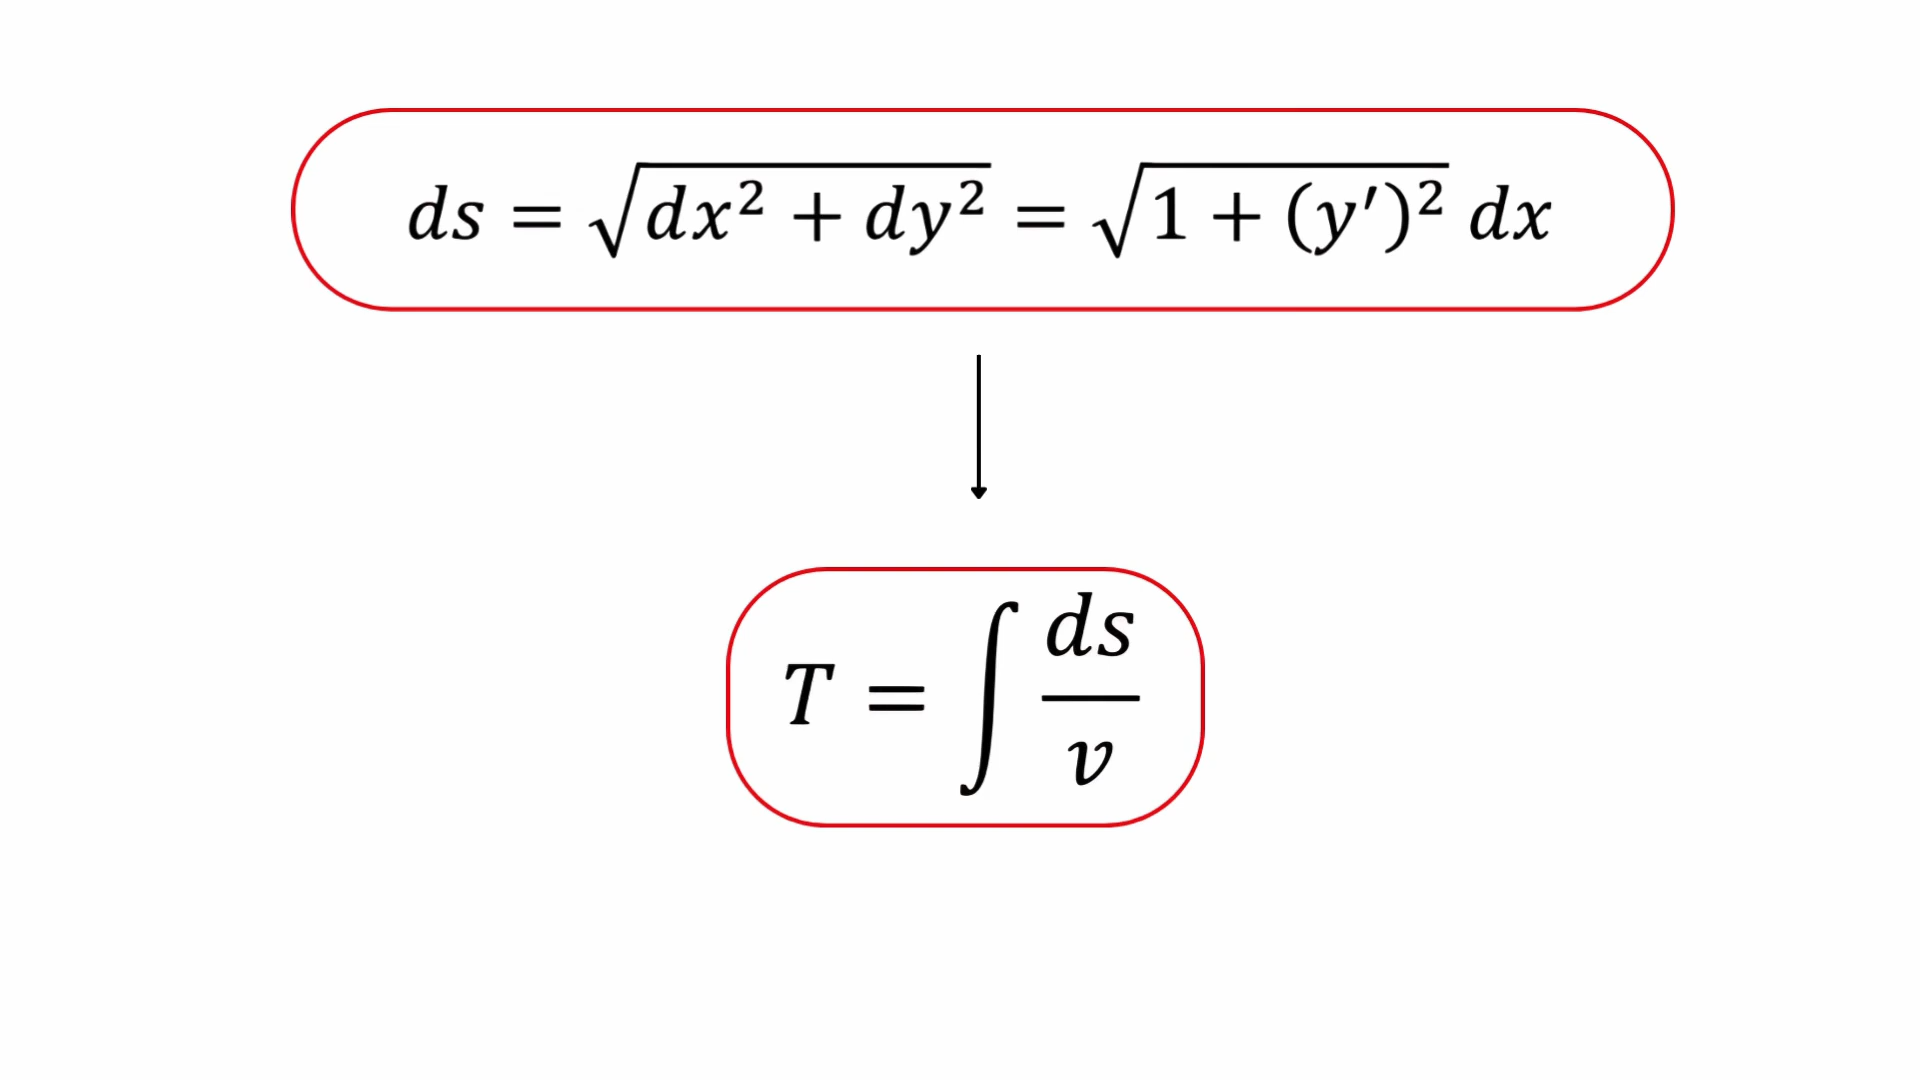 ds = √(dx² + dy²) = √(1 + (y′)²) dx
T = ∫ ds/v